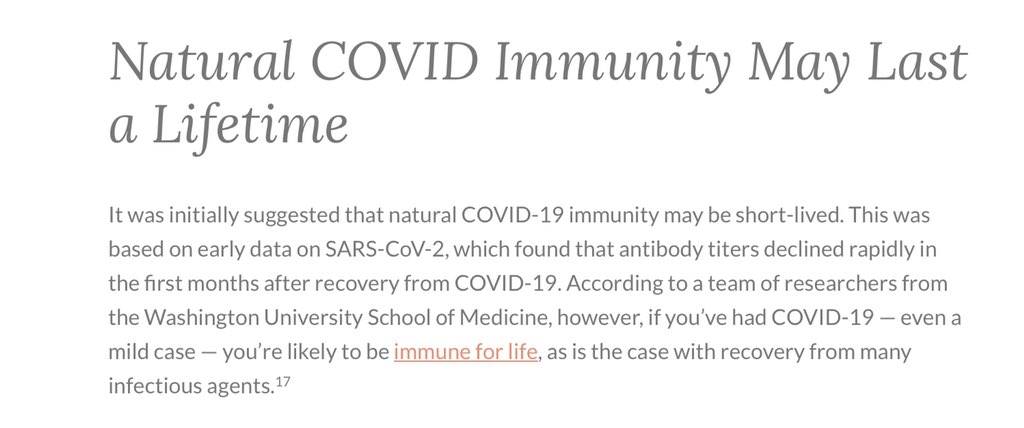 Natural COVID Immunity May Last
a Lifetime
It was initially suggested that natural COVID-19 immunity may be short-lived. This was
based on early data on SARS-CoV-2, which found that antibody titers declined rapidly in
the first months after recovery from COVID-19. According to a team of researchers from
the Washington University School of Medicine, however, if you’ve had COVID-19 — even a
mild case — you’re likely to be immune for life, as is the case with recovery from many
infectious agents.17